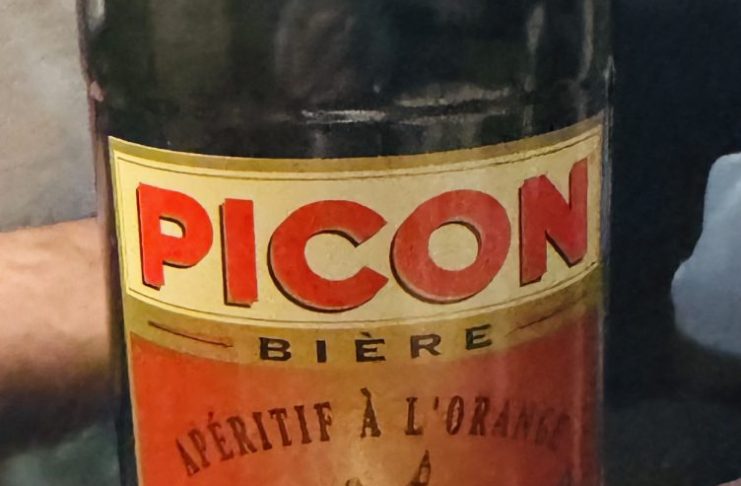 PICON
BIÈRE
APÉRITIF À L'ORANGE